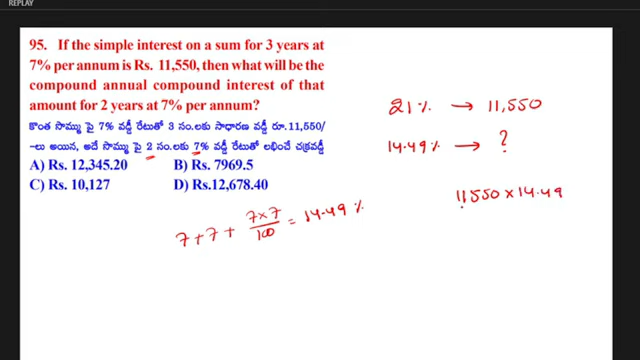 REPLAY
95. If the simple interest on a sum for 3 years at
7% per annum is Rs. 11,550, then what will be the
compound annual compound interest of that
amount for 2 years at 7% per annum?
కొంత సొమ్ము పై 7% వడ్డీ రేటుతో 3 సం.లకు సాధారణ వడ్డీ రూ.11,550/
-లు అయిన, అదే సొమ్ము పై 2 సం.లకు 7% వడ్డీ రేటుతో లభించే చక్రవడ్డీ
A) Rs. 12,345.20 B) Rs. 7969.5
C) Rs. 10,127 D) Rs.12,678.40
21 % → 11,550
14.49 % → ?
11,550 × 14.49
7 + 7 + 7×7/100 = 14.49 %